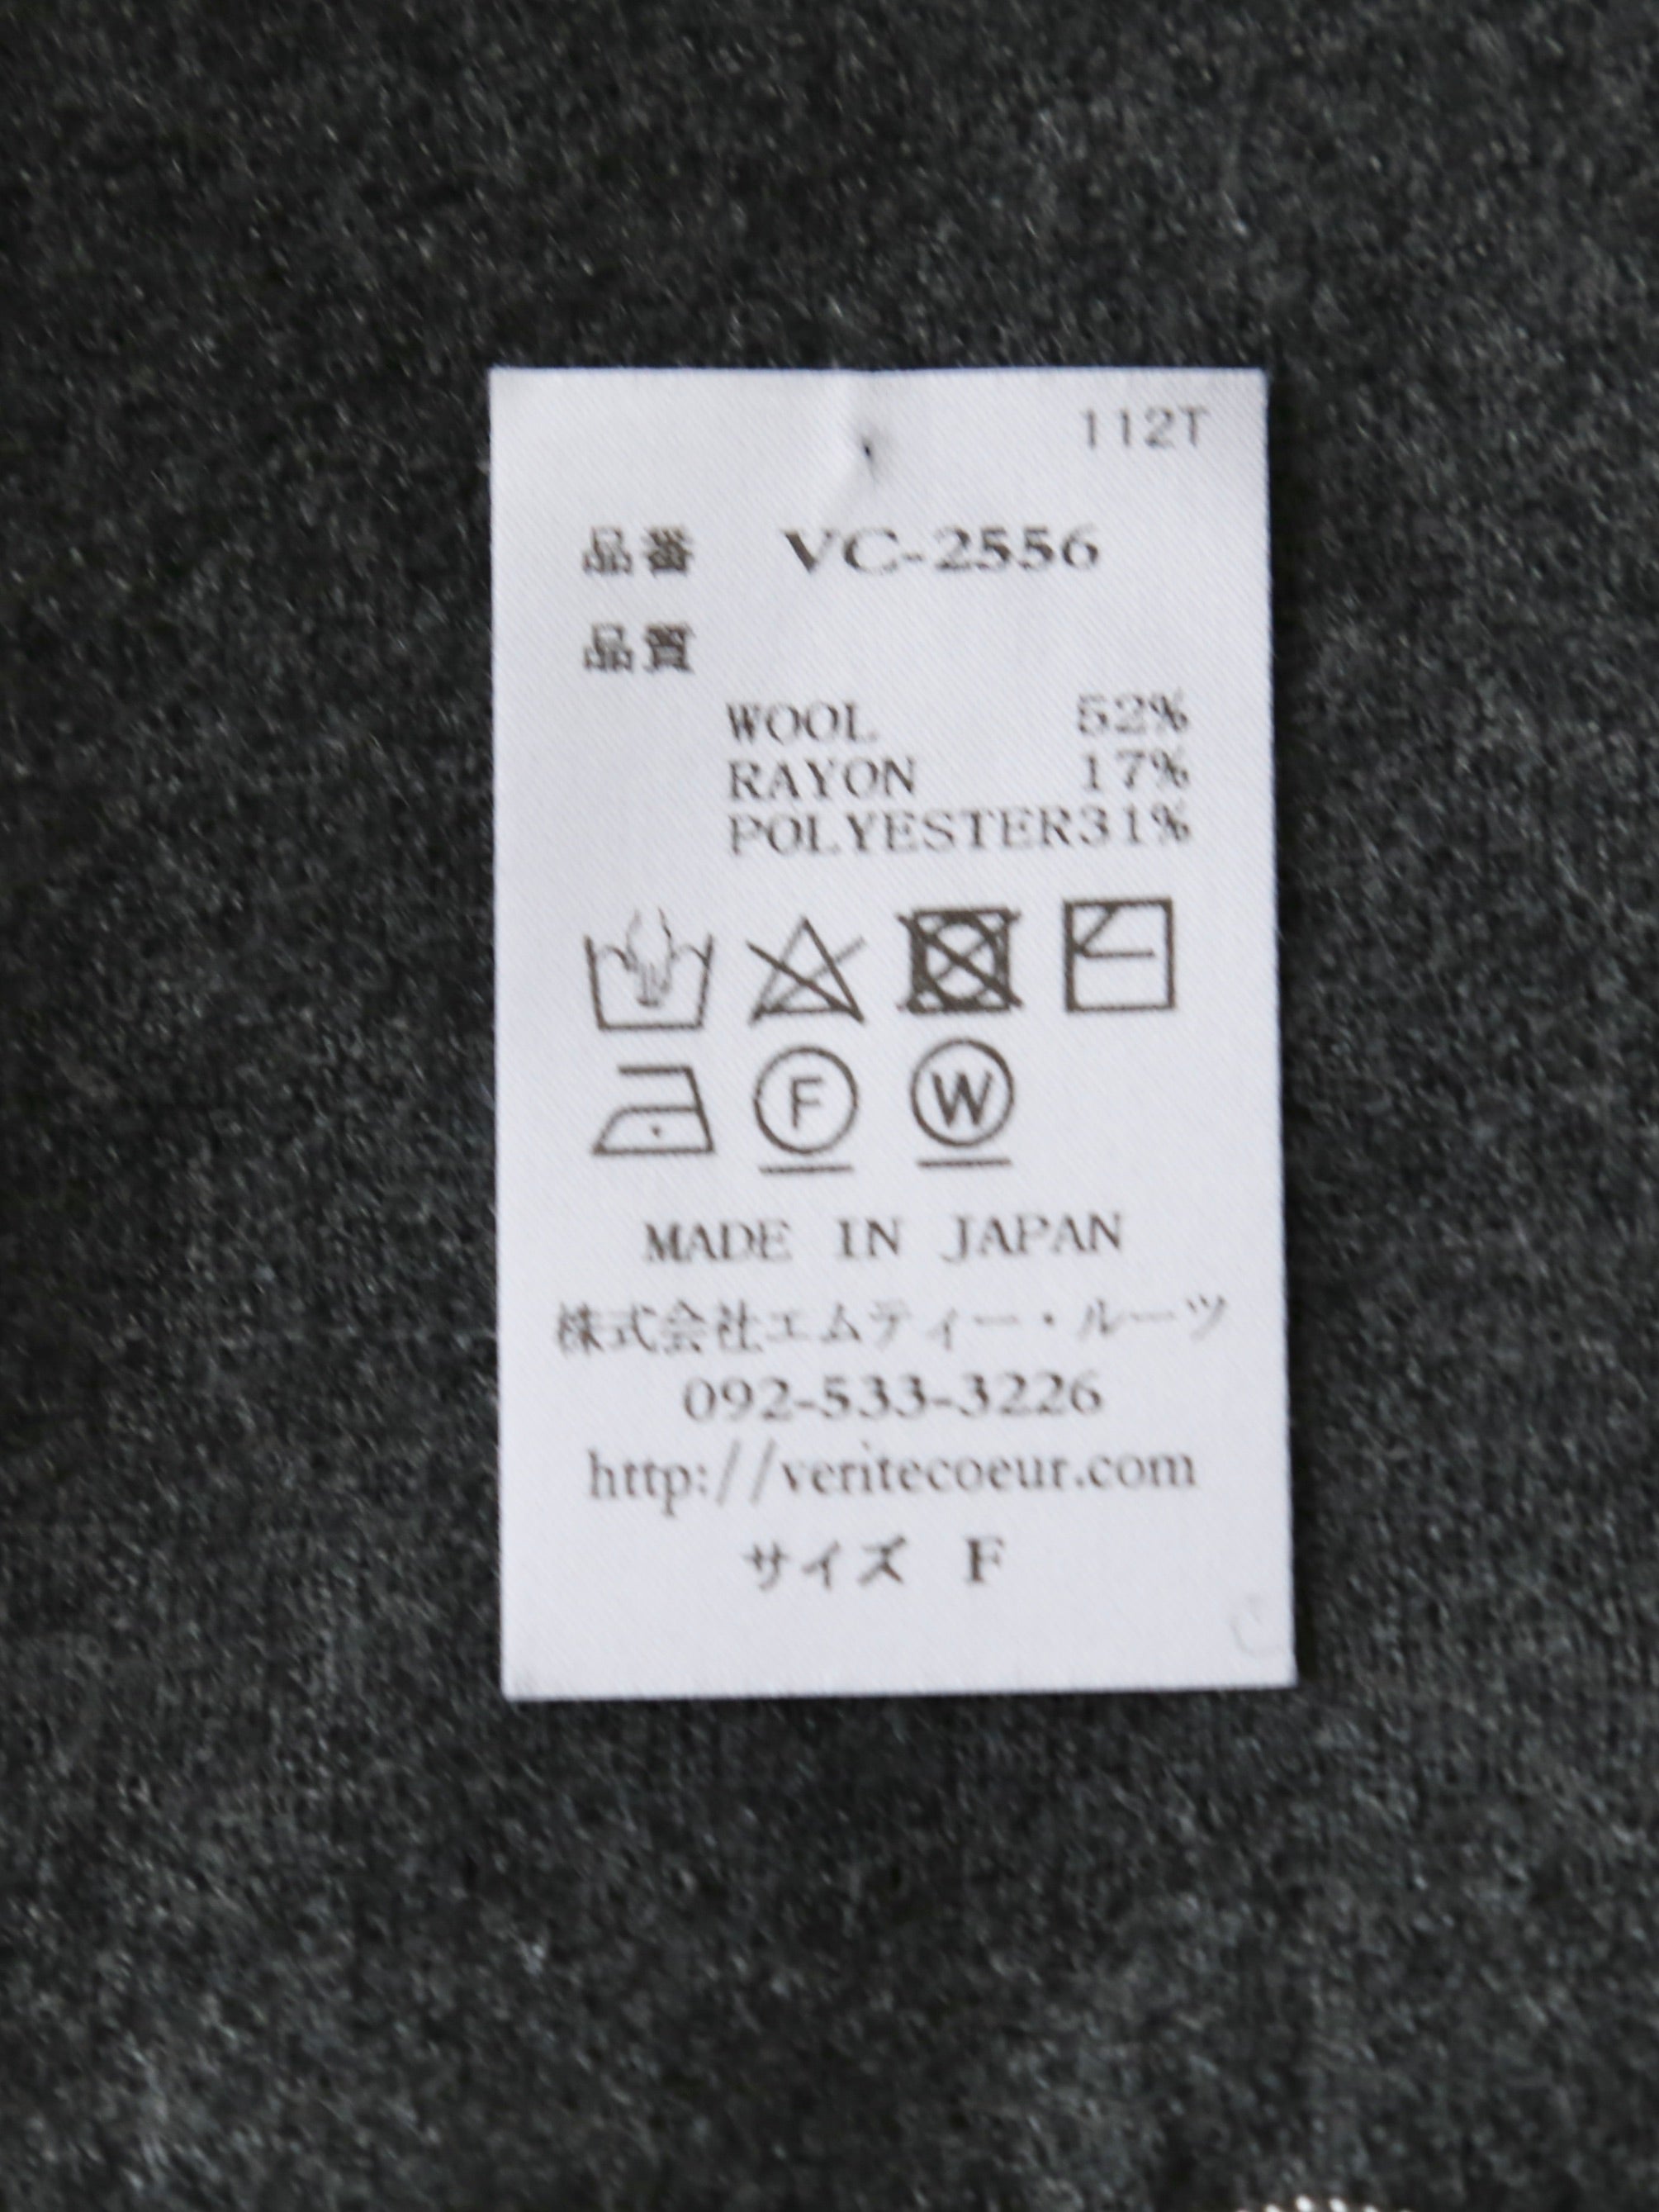 112T
品番 VC-2556
品質
WOOL 52%
RAYON 17%
POLYESTER31%
F W
MADE IN JAPAN
株式会社エムティー・ルーツ
092-533-3226
http://veritecoeur.com
サイズ F